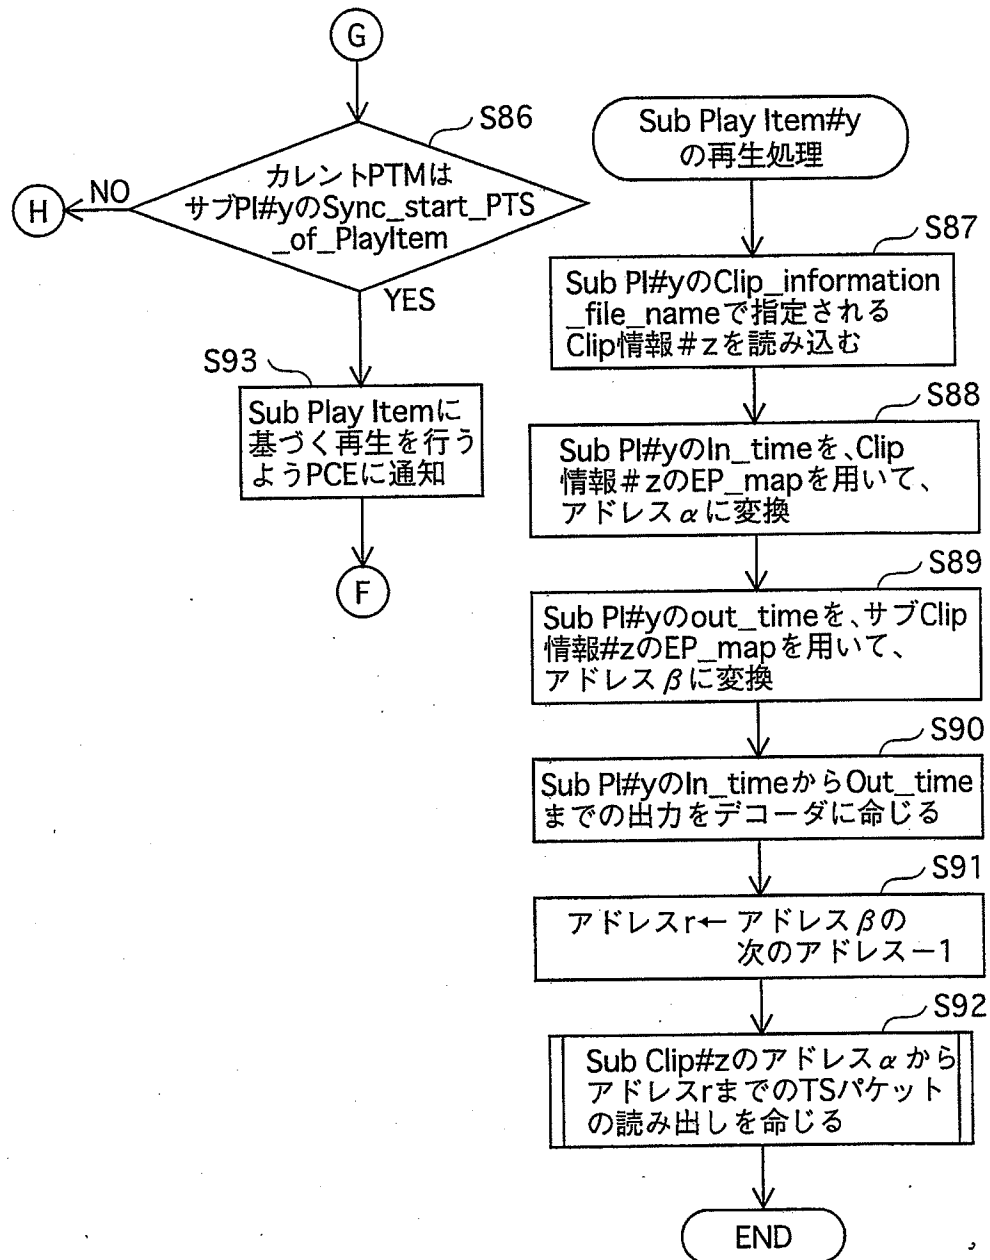 G
S86
カレントPTMは
サブPI#yのSync_start_PTS
_of_PlayItem
NO
H
YES
S93
Sub Play Itemに
基づく再生を行う
ようPCEに通知
F
Sub Play Item#y
の再生処理
S87
Sub PI#yのClip_information
_file_nameで指定される
Clip情報#zを読み込む
S88
Sub PI#yのIn_timeを、Clip
情報#zのEP_mapを用いて、
アドレスαに変換
S89
Sub PI#yのout_timeを、サブClip
情報#zのEP_mapを用いて、
アドレスβに変換
S90
Sub PI#yのIn_timeからOut_time
までの出力をデコーダに命じる
S91
アドレスr← アドレスβの
次のアドレス－1
S92
Sub Clip#zのアドレスαから
アドレスrまでのTSパケット
の読み出しを命じる
END